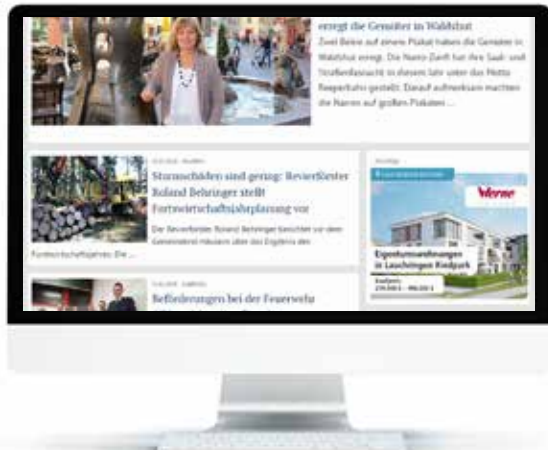 erregt die Gemüter in Waldshut
Zwei Beine auf einem Plakat haben die Gemüter in
Waldshut erregt. Die Narro-Zunft hat ihre Saal- und
Straßenfasnacht in diesem Jahr unter das Motto
Reeperbahn gestellt. Darauf aufmerksam machten
die Narren auf großen Plakaten ...
Sturmschäden sind gering: Revierförster
Roland Behringer stellt
Fortswirtschaftsjahrplanung vor
Der Revierförster Roland Behringer berichtet vor dem
Gemeinderat Häusern über das Ergebnis des
Forstwirtschaftsjahres. Die ...
Beförderungen bei der Feuerwehr
Anzeige
Werne
Eigentumswohnungen
in Lauchringen Riedpark